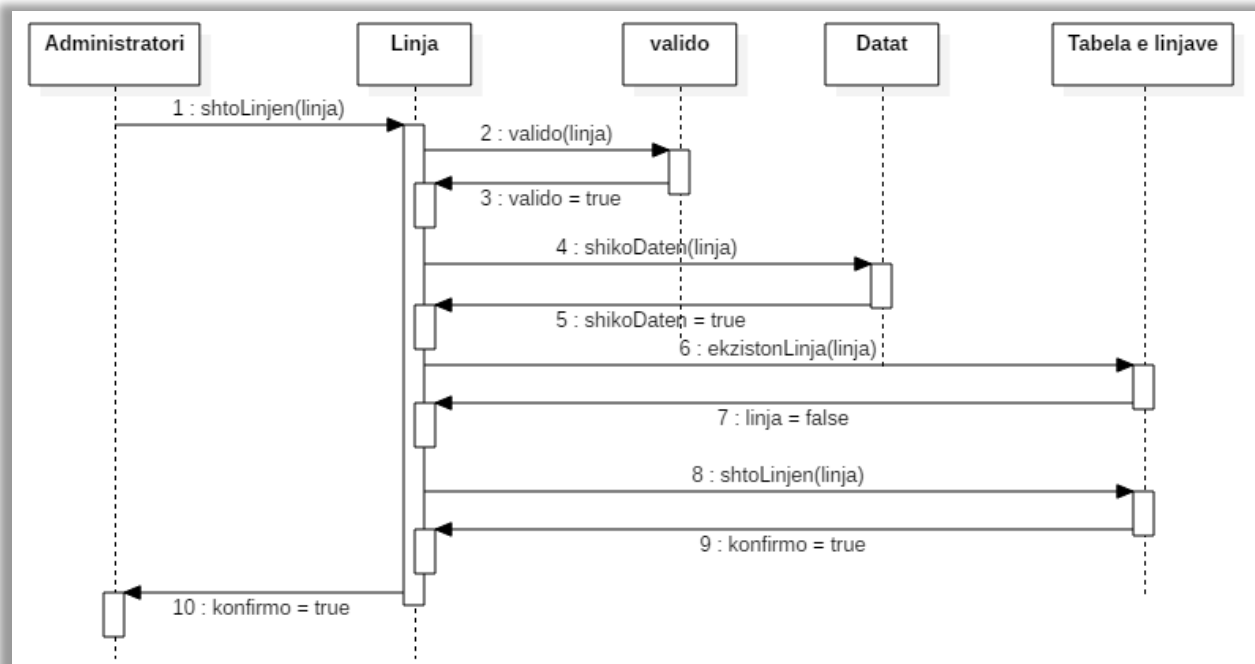 Administratori
Linja
valido
Datat
Tabela e linjave
1 : shtoLinjen(linja)
2 : valido(linja)
3 : valido = true
4 : shikoDaten(linja)
5 : shikoDaten = true
6 : ekzistonLinja(linja)
7 : linja = false
8 : shtoLinjen(linja)
9 : konfirmo = true
10 : konfirmo = true